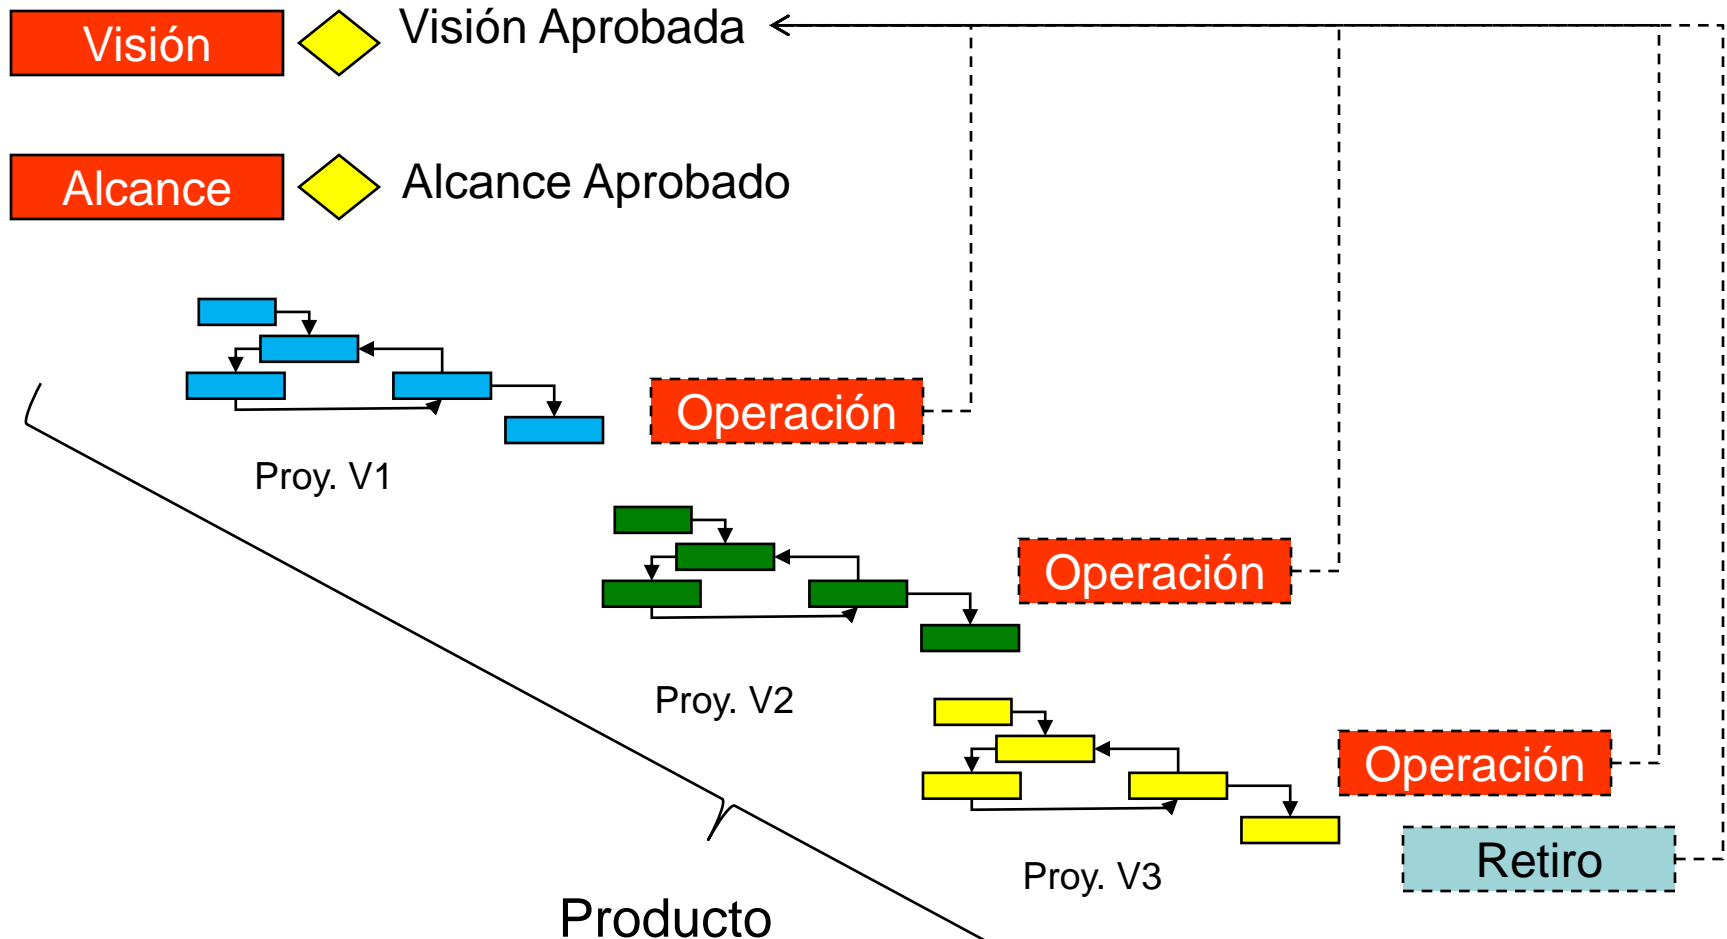 Visión
Visión Aprobada
Alcance
Alcance Aprobado
Operación
Proy. V1
Operación
Proy. V2
Operación
Proy. V3
Retiro
Producto